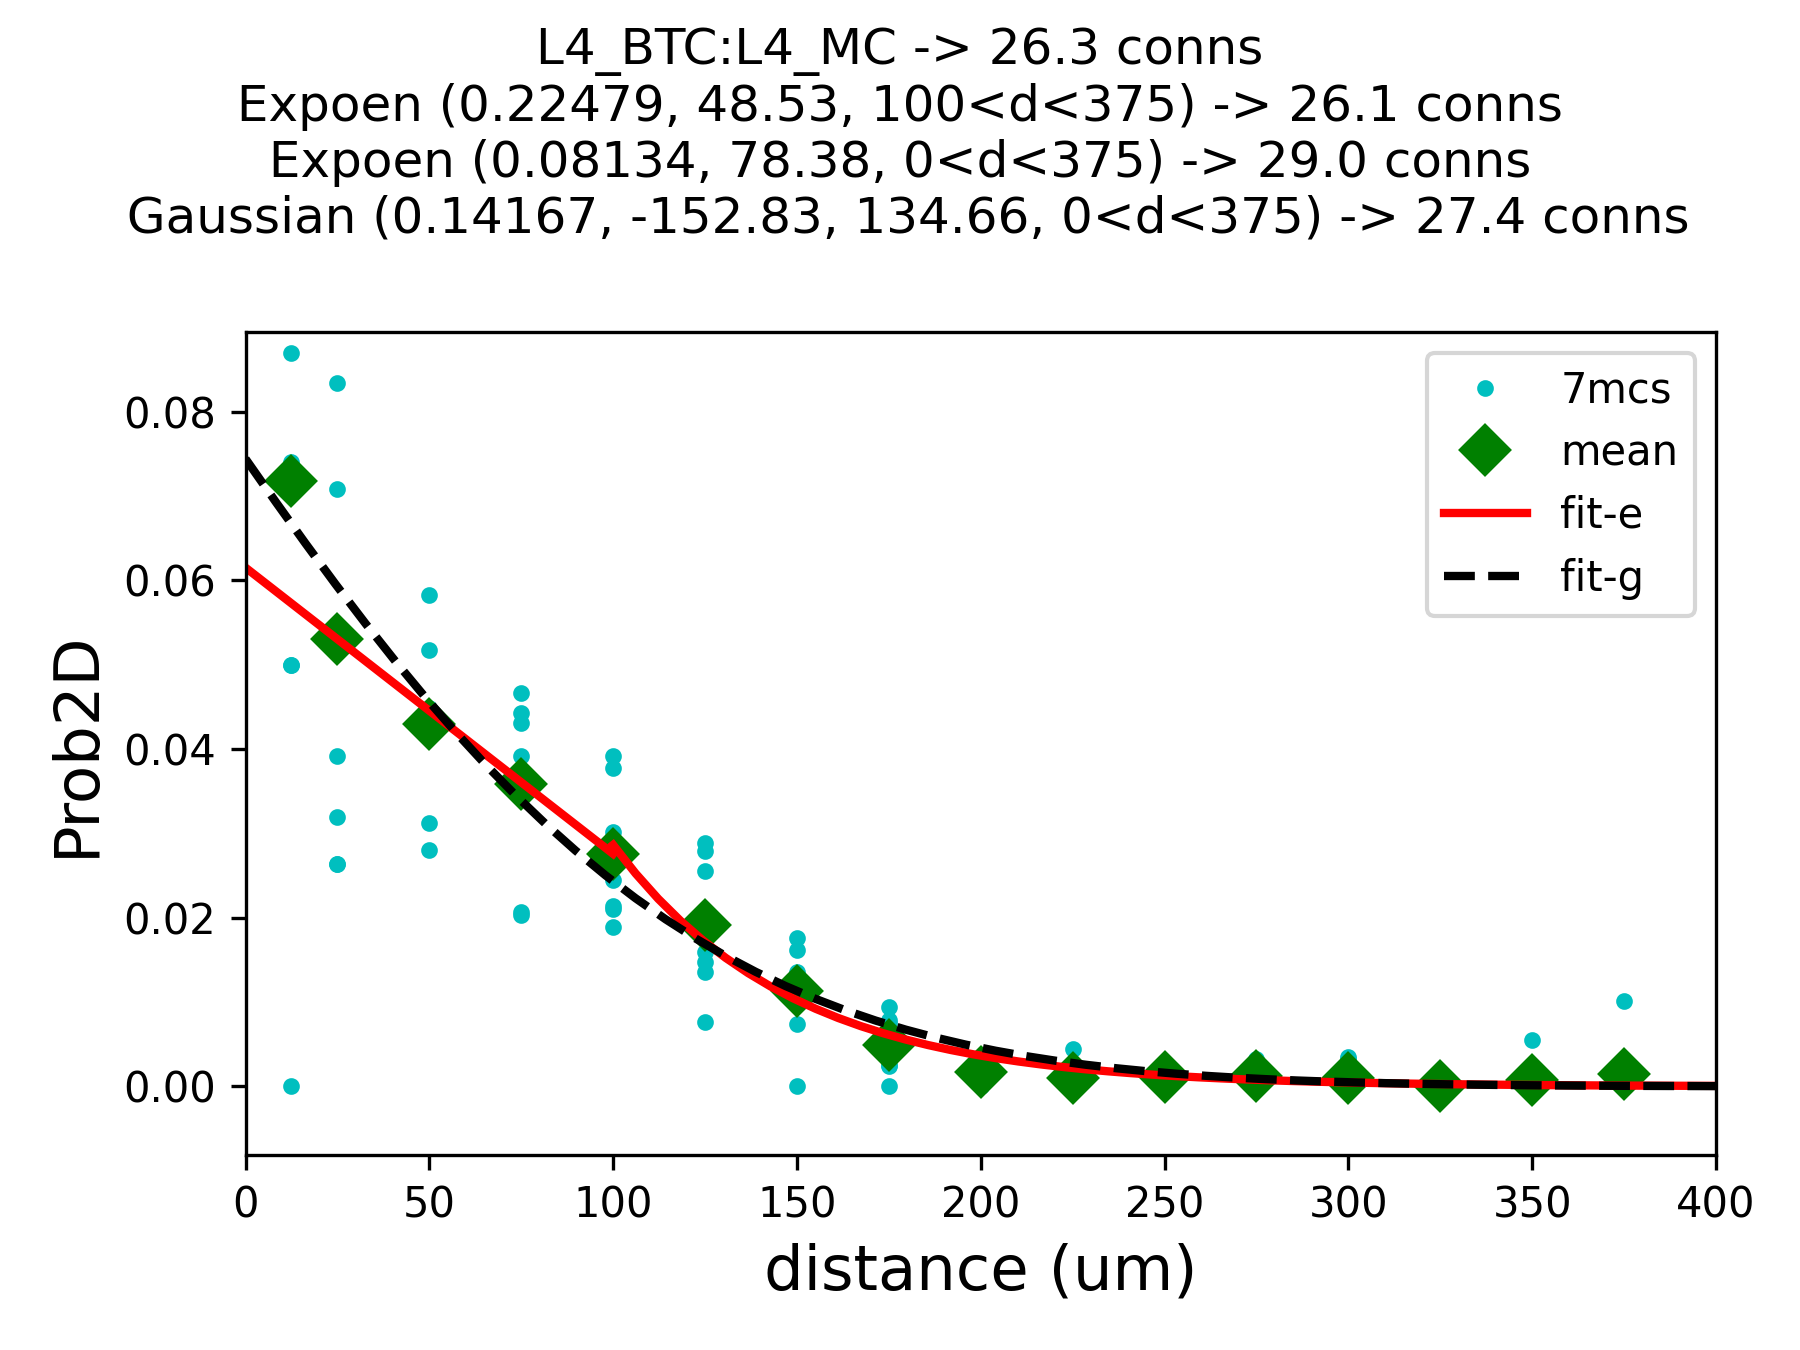 L4_BTC:L4_MC -> 26.3 conns
Expoen (0.22479, 48.53, 100<d<375) -> 26.1 conns
Expoen (0.08134, 78.38, 0<d<375) -> 29.0 conns
Gaussian (0.14167, -152.83, 134.66, 0<d<375) -> 27.4 conns
7mcs
mean
fit-e
fit-g
Prob2D
0.08
0.06
0.04
0.02
0.00
0 50 100 150 200 250 300 350 400
distance (um)